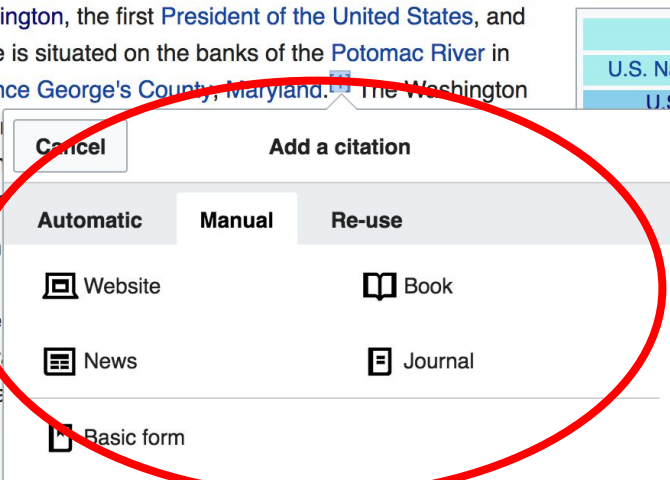 ington, the first President of the United States, and
e is situated on the banks of the Potomac River in
nce George's County, Maryland.[1] The Washington
U.S. Na
U.S
Cancel
Add a citation
Automatic
Manual
Re-use
Website
Book
News
Journal
Basic form